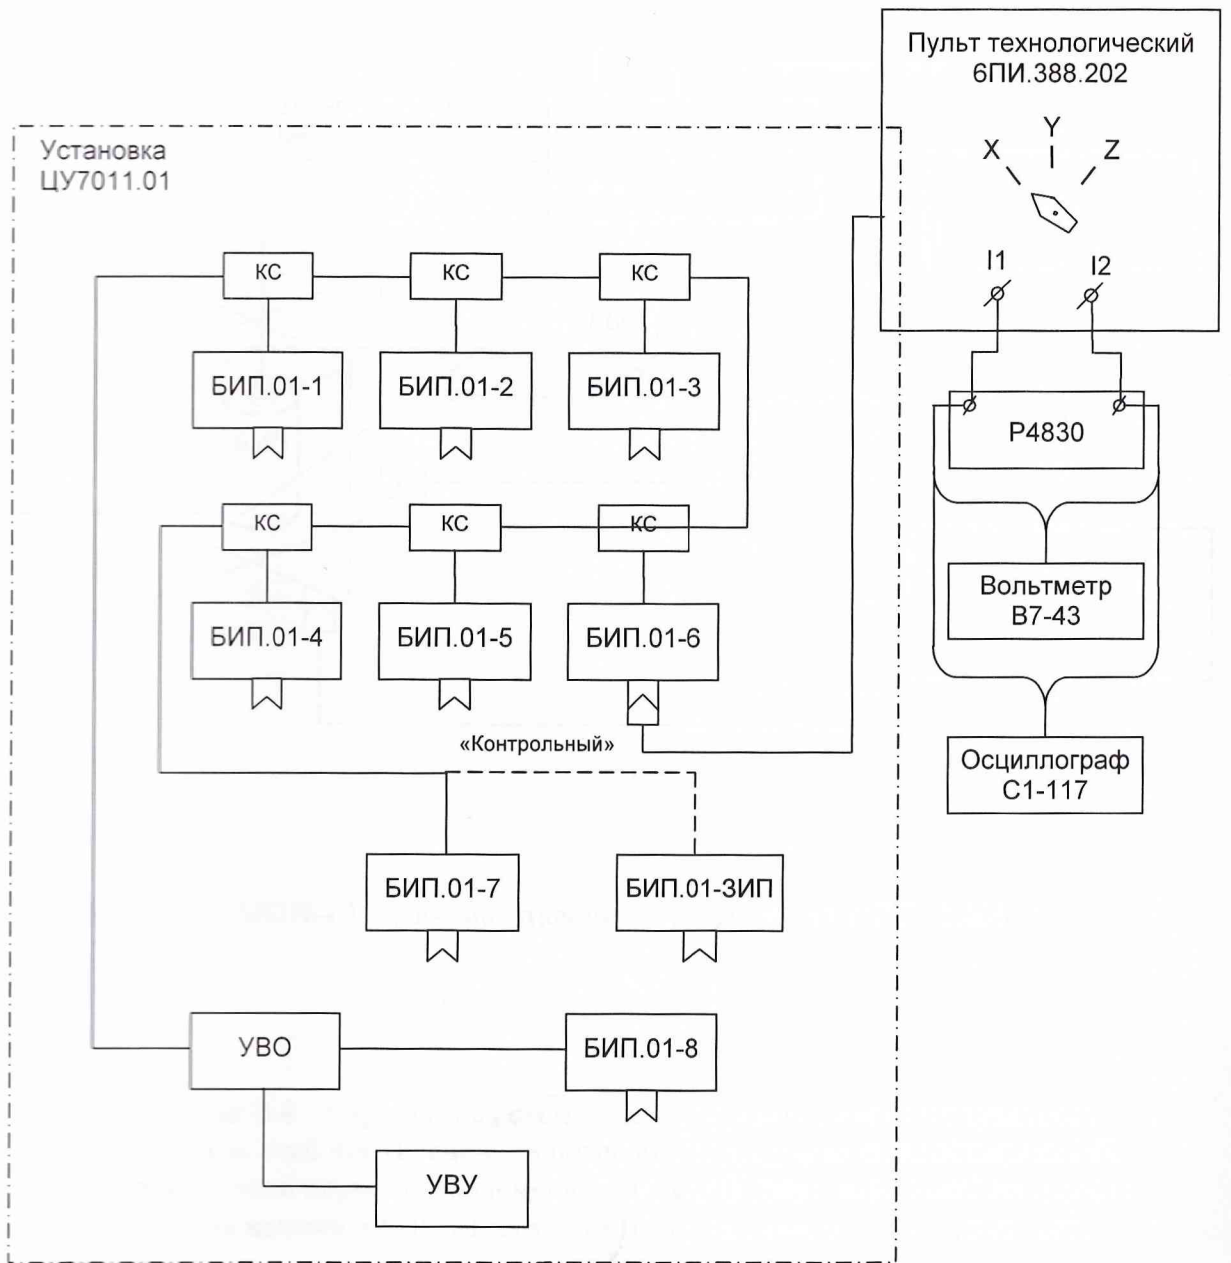 Пульт технологический
6ПИ.388.202
Y
X
Z
I1
I2
Установка
ЦУ7011.01
КС
КС
КС
БИП.01-1
БИП.01-2
БИП.01-3
Р4830
КС
КС
КС
Вольтметр
В7-43
БИП.01-4
БИП.01-5
БИП.01-6
«Контрольный»
Осциллограф
С1-117
БИП.01-7
БИП.01-ЗИП
УВО
БИП.01-8
УВУ